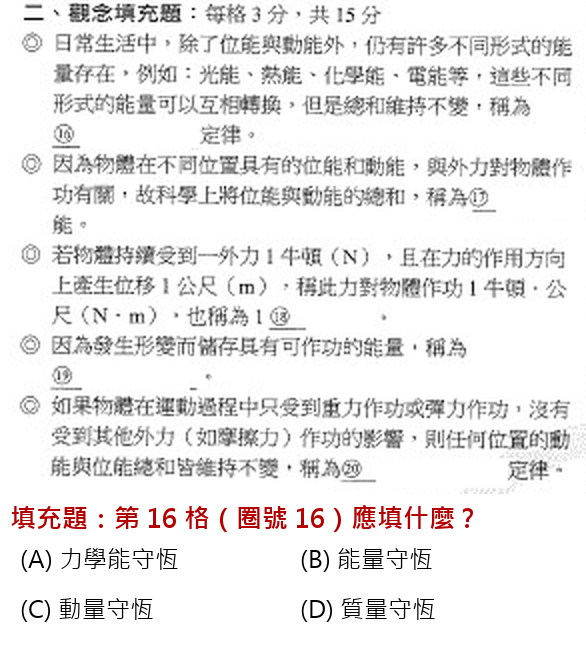 二、觀念填充題：每格 3 分，共 15 分
◎ 日常生活中，除了位能與動能外，仍有許多不同形式的能
量存在，例如：光能、熱能、化學能、電能等，這些不同
形式的能量可以互相轉換，但是總和維持不變，稱為
⑯ 定律。
◎ 因為物體在不同位置具有的位能和動能，與外力對物體作
功有關，故科學上將位能與動能的總和，稱為⑰
能。
◎ 若物體持續受到一外力 1 牛頓（N），且在力的作用方向
上產生位移 1 公尺（m），稱此力對物體作功 1 牛頓．公
尺（N．m），也稱為 1 ⑱ 。
◎ 因為發生形變而儲存具有可作功的能量，稱為
⑲ 。
◎ 如果物體在運動過程中只受到重力作功或彈力作功，沒有
受到其他外力（如摩擦力）作功的影響，則任何位置的動
能與位能總和皆維持不變，稱為⑳ 定律。
填充題：第 16 格（圈號 16）應填什麼？
(A) 力學能守恆 (B) 能量守恆
(C) 動量守恆 (D) 質量守恆